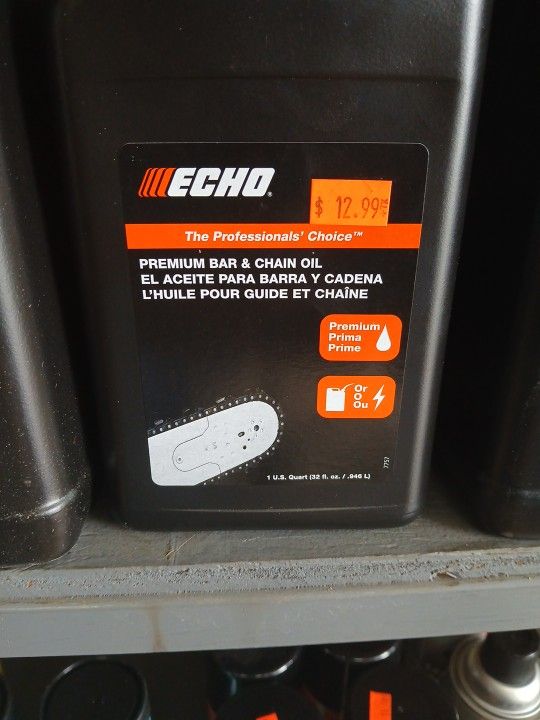 ECHO
$ 12.99
The Professionals' Choice™
PREMIUM BAR & CHAIN OIL
EL ACEITE PARA BARRA Y CADENA
L'HUILE POUR GUIDE ET CHAÎNE
Premium
Prima
Prime
Or
O
Ou
7757
1 U.S. Quart (32 fl. oz. / .946 L)